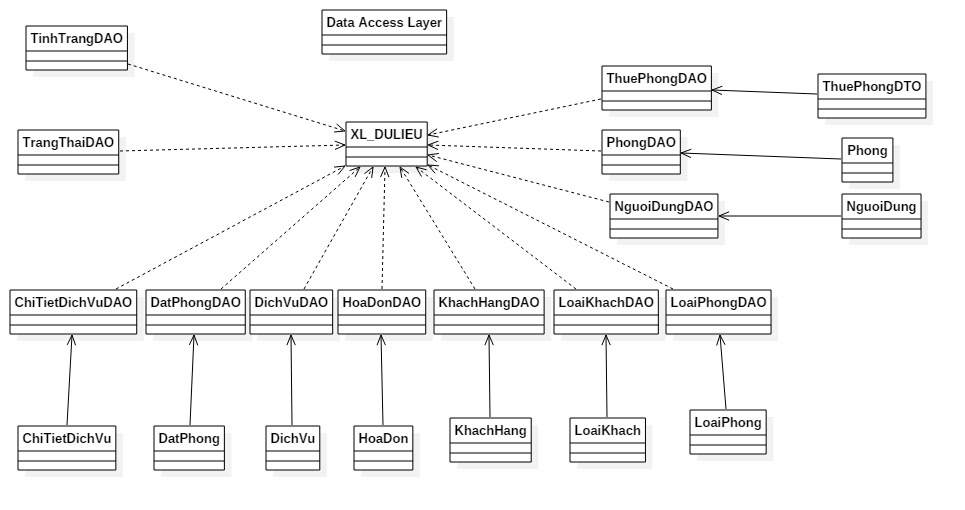 Data Access Layer
TinhTrangDAO
ThuePhongDAO
ThuePhongDTO
XL_DULIEU
TrangThaiDAO
PhongDAO
Phong
NguoiDungDAO
NguoiDung
ChiTietDichVuDAO
DatPhongDAO
DichVuDAO
HoaDonDAO
KhachHangDAO
LoaiKhachDAO
LoaiPhongDAO
ChiTietDichVu
DatPhong
DichVu
HoaDon
KhachHang
LoaiKhach
LoaiPhong